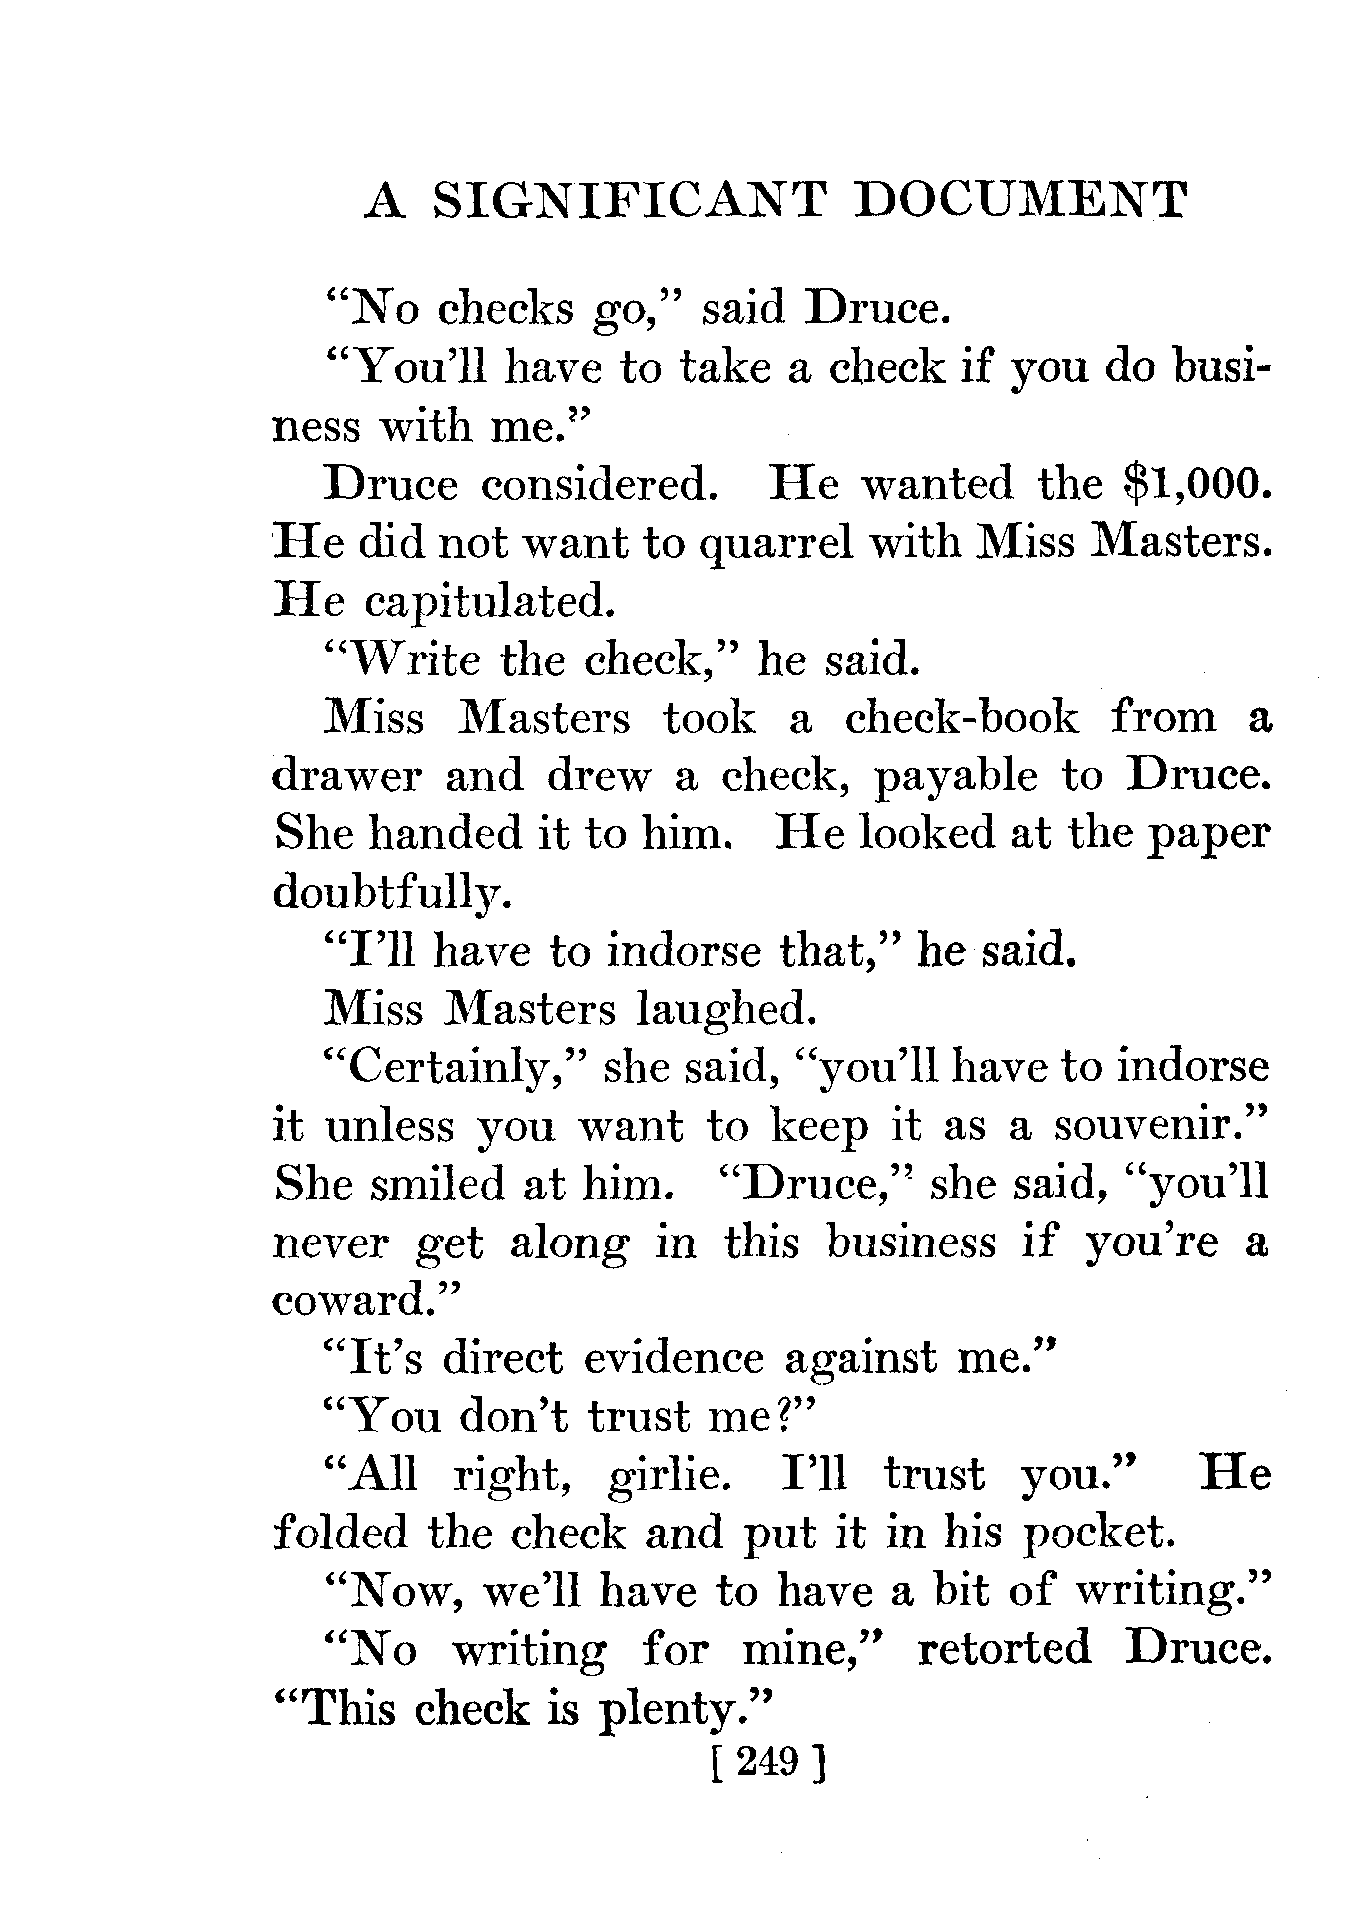 A SIGNIFICANT DOCUMENT
“No checks go,” said Druce.
“You’ll have to take a check if you do busi-
ness with me.”
Druce considered. He wanted the $1,000.
He did not want to quarrel with Miss Masters.
He capitulated.
“Write the check,” he said.
Miss Masters took a check-book from a
drawer and drew a check, payable to Druce.
She handed it to him. He looked at the paper
doubtfully.
“I’ll have to indorse that,” he said.
Miss Masters laughed.
“Certainly,” she said, “you’ll have to indorse
it unless you want to keep it as a souvenir.”
She smiled at him. “Druce,” she said, “you’ll
never get along in this business if you’re a
coward.”
“It’s direct evidence against me.”
“You don’t trust me?”
“All right, girlie. I’ll trust you.” He
folded the check and put it in his pocket.
“Now, we’ll have to have a bit of writing.”
“No writing for mine,” retorted Druce.
“This check is plenty.”
[ 249 ]